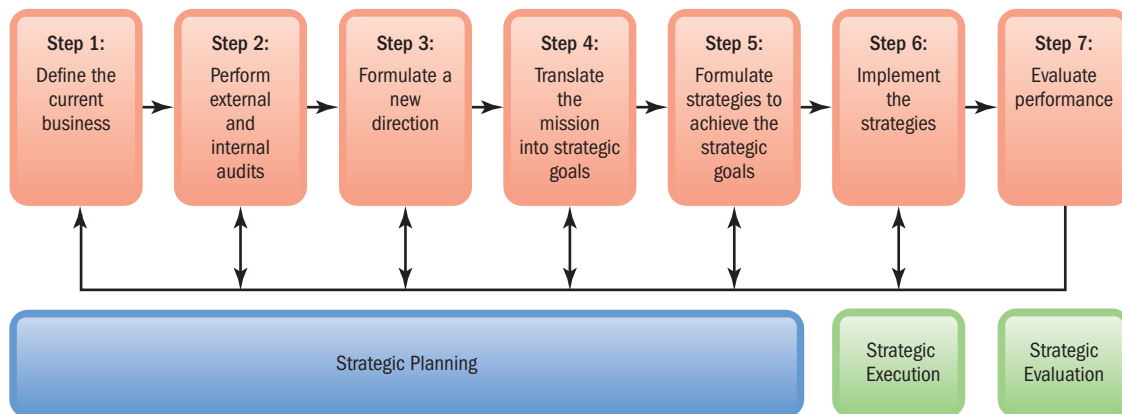 Step 1:
Define the
current
business
Step 2:
Perform
external
and
internal
audits
Step 3:
Formulate a
new
direction
Step 4:
Translate
the
mission
into strategic
goals
Step 5:
Formulate
strategies to
achieve the
strategic
goals
Step 6:
Implement
the
strategies
Step 7:
Evaluate
performance
Strategic Planning
Strategic
Execution
Strategic
Evaluation